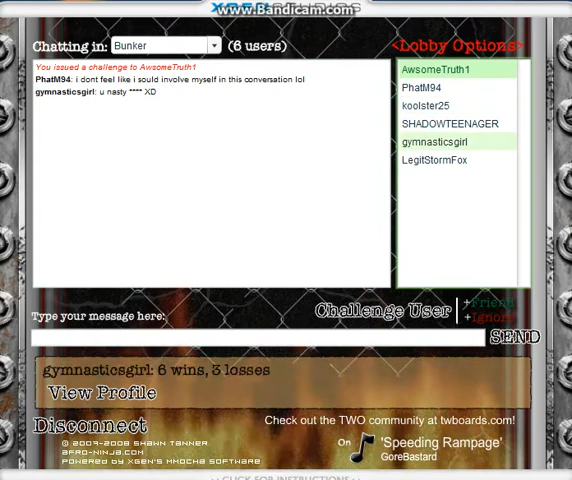 www.Bandicam.com
Chatting in: Bunker (6 users)
<Lobby Options>
You issued a challenge to AwsomeTruth1
PhatM94: i dont feel like i sould involve myself in this conversation lol
gymnasticsgirl: u nasty **** XD
AwsomeTruth1
PhatM94
koolster25
SHADOWTEENAGER
gymnasticsgirl
LegitStormFox
Challenge User
+Friend
+Ignore
Type your message here:
SEND
gymnasticsgirl: 6 wins, 3 losses
View Profile
Disconnect
Check out the TWO community at twboards.com!
© 2007-2008 SHAWN TANNER
AFRO-NINJA.COM
POWERED BY XGEN'S MMOCHA SOFTWARE
On 'Speeding Rampage'
GoreBastard
CLICK FOR INSTRUCTIONS